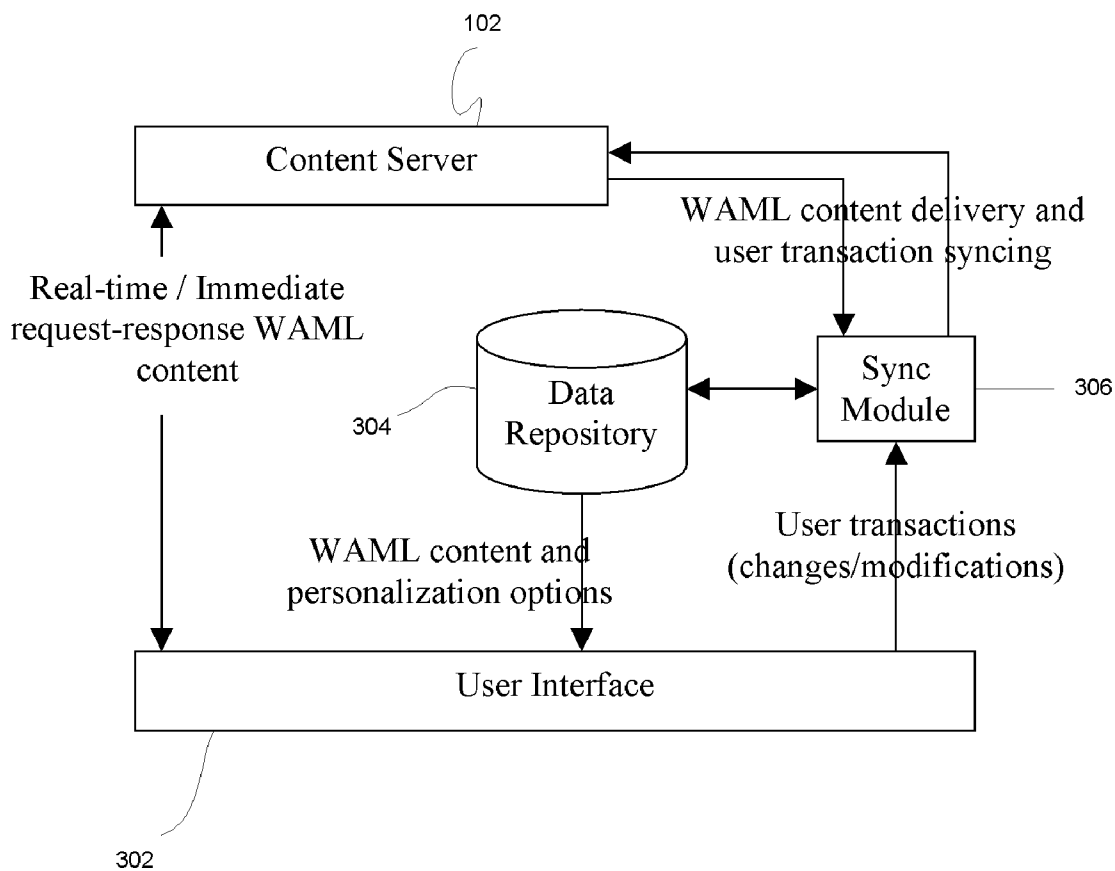 102
Content Server
WAML content delivery and
user transaction syncing
Real-time / Immediate
request-response WAML
content
Data
Repository
304
Sync
Module
306
WAML content and
personalization options
User transactions
(changes/modifications)
User Interface
302